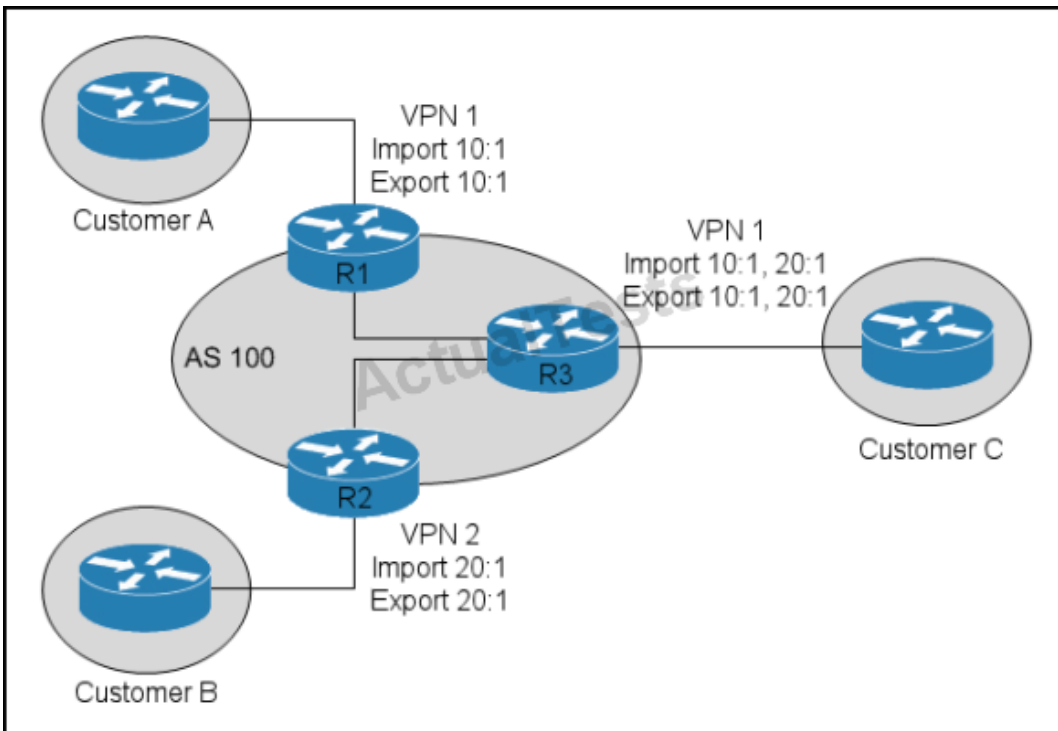 VPN 1
Import 10:1
Export 10:1
Customer A
R1
VPN 1
Import 10:1, 20:1
Export 10:1, 20:1
AS 100
ActualTests
R3
Customer C
R2
VPN 2
Import 20:1
Export 20:1
Customer B